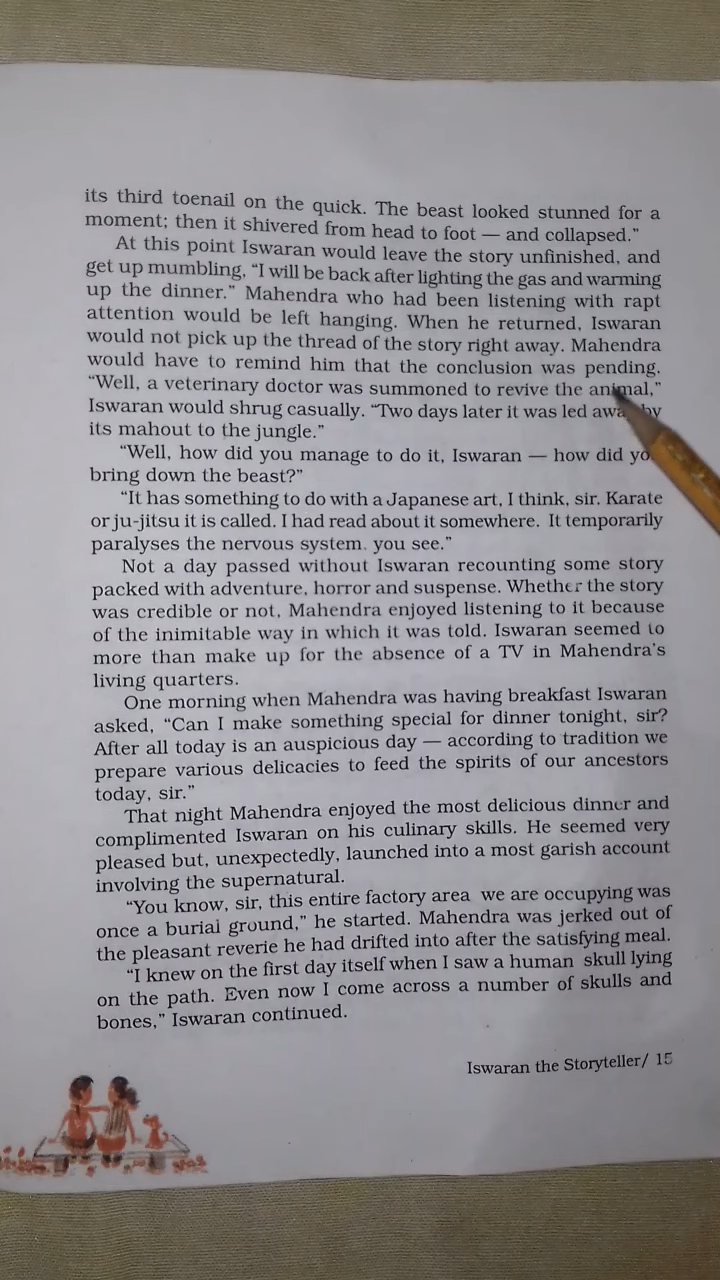 its third toenail on the quick. The beast looked stunned for a
moment; then it shivered from head to foot — and collapsed.”
At this point Iswaran would leave the story unfinished, and
get up mumbling, “I will be back after lighting the gas and warming
up the dinner.” Mahendra who had been listening with rapt
attention would be left hanging. When he returned, Iswaran
would not pick up the thread of the story right away. Mahendra
would have to remind him that the conclusion was pending.
“Well, a veterinary doctor was summoned to revive the animal,”
Iswaran would shrug casually. “Two days later it was led away by
its mahout to the jungle.”
“Well, how did you manage to do it, Iswaran — how did yo
bring down the beast?”
“It has something to do with a Japanese art, I think, sir. Karate
or ju-jitsu it is called. I had read about it somewhere. It temporarily
paralyses the nervous system, you see.”
Not a day passed without Iswaran recounting some story
packed with adventure, horror and suspense. Whether the story
was credible or not, Mahendra enjoyed listening to it because
of the inimitable way in which it was told. Iswaran seemed to
more than make up for the absence of a TV in Mahendra’s
living quarters.
One morning when Mahendra was having breakfast Iswaran
asked, “Can I make something special for dinner tonight, sir?
After all today is an auspicious day — according to tradition we
prepare various delicacies to feed the spirits of our ancestors
today, sir.”
That night Mahendra enjoyed the most delicious dinner and
complimented Iswaran on his culinary skills. He seemed very
pleased but, unexpectedly, launched into a most garish account
involving the supernatural.
“You know, sir, this entire factory area we are occupying was
once a burial ground,” he started. Mahendra was jerked out of
the pleasant reverie he had drifted into after the satisfying meal.
“I knew on the first day itself when I saw a human skull lying
on the path. Even now I come across a number of skulls and
bones,” Iswaran continued.
Iswaran the Storyteller/ 15